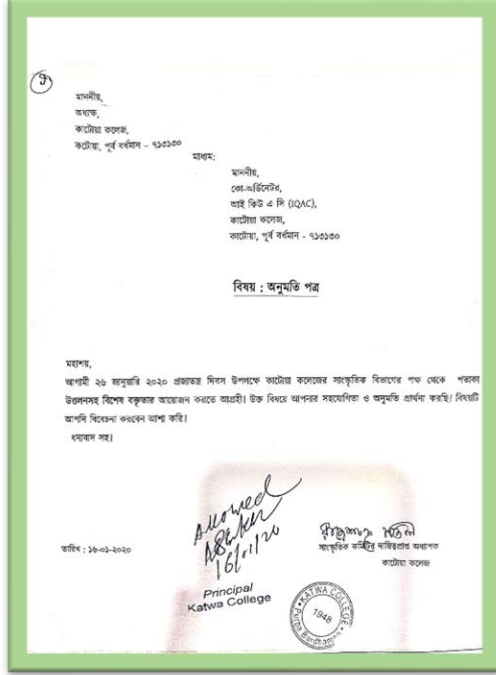 মাননীয়,
অধ্যক্ষ,
কাটোয়া কলেজ,
কাটোয়া, পূর্ব বর্ধমান - ৭১৩১৩০
মাধ্যম:
মাননীয়,
কো-অর্ডিনেটর,
আই কিউ এ সি (IQAC),
কাটোয়া কলেজ,
কাটোয়া, পূর্ব বর্ধমান - ৭১৩১৩০
বিষয় : অনুমতি পত্র
মহাশয়,
আগামী ২৬ জানুয়ারি ২০২০ প্রজাতন্ত্র দিবস উপলক্ষে কাটোয়া কলেজের সাংস্কৃতিক বিভাগের পক্ষ থেকে পতাকা
উত্তোলনসহ বিশেষ বক্তৃতার আয়োজন করতে আগ্রহী। উক্ত বিষয়ে আপনার সহযোগিতা ও অনুমতি প্রার্থনা করছি। বিষয়টি
আপনি বিবেচনা করবেন আশা করি।
ধন্যবাদ সহ।
Allowed
16/01/20
Principal
Katwa College
তারিখ : ১৬-০১-২০২০
সাংস্কৃতিক কমিটির দায়িত্বপ্রাপ্ত অধ্যাপক
কাটোয়া কলেজ
KATWA COLLEGE
1948
Purba Bardhaman